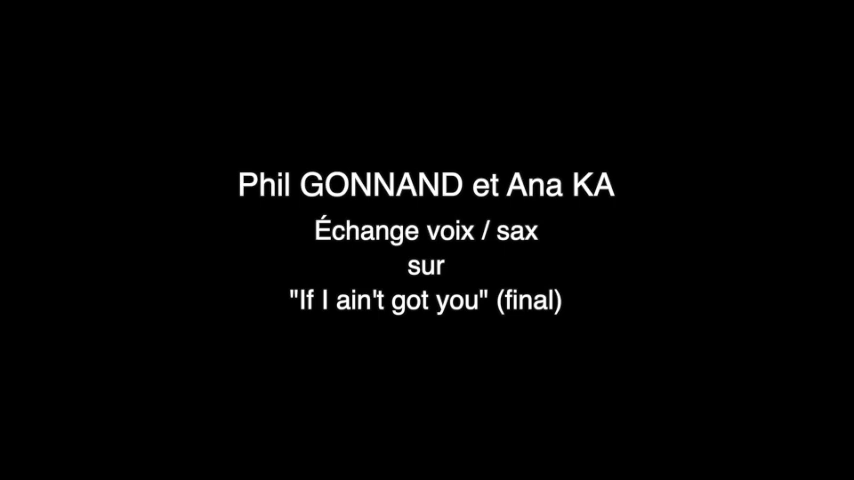 Phil GONNAND et Ana KA
Échange voix / sax
sur
"If I ain't got you" (final)